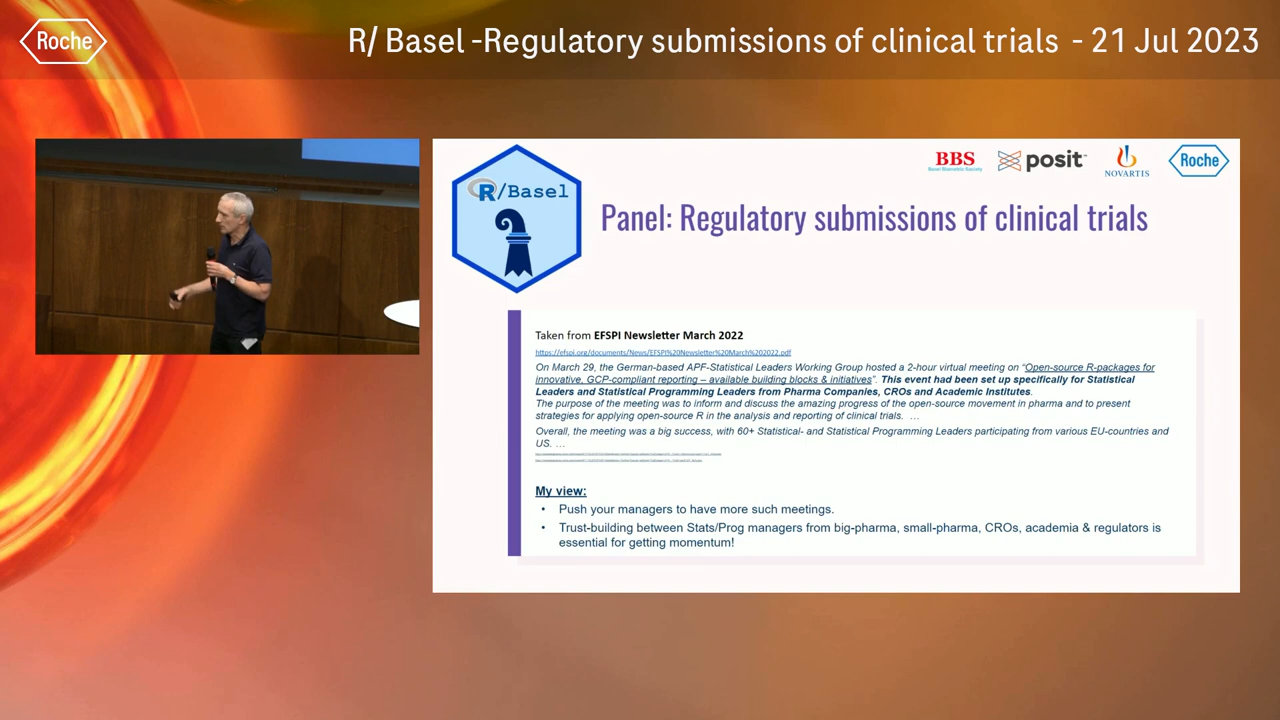 Roche
R/ Basel -Regulatory submissions of clinical trials - 21 Jul 2023
R/Basel
BBS
Basel Biometric Society
posit
NOVARTIS
Roche
Panel: Regulatory submissions of clinical trials
Taken from EFSPI Newsletter March 2022
https://efspi.org/documents/News/EFSPI%20Newsletter%20March%202022.pdf
On March 29, the German-based APF-Statistical Leaders Working Group hosted a 2-hour virtual meeting on “Open-source R-packages for
innovative, GCP-compliant reporting – available building blocks & initiatives”. This event had been set up specifically for Statistical
Leaders and Statistical Programming Leaders from Pharma Companies, CROs and Academic Institutes.
The purpose of the meeting was to inform and discuss the amazing progress of the open-source movement in pharma and to present
strategies for applying open-source R in the analysis and reporting of clinical trials. …
Overall, the meeting was a big success, with 60+ Statistical- and Statistical Programming Leaders participating from various EU-countries and
US. …
My view:
• Push your managers to have more such meetings.
• Trust-building between Stats/Prog managers from big-pharma, small-pharma, CROs, academia & regulators is
essential for getting momentum!